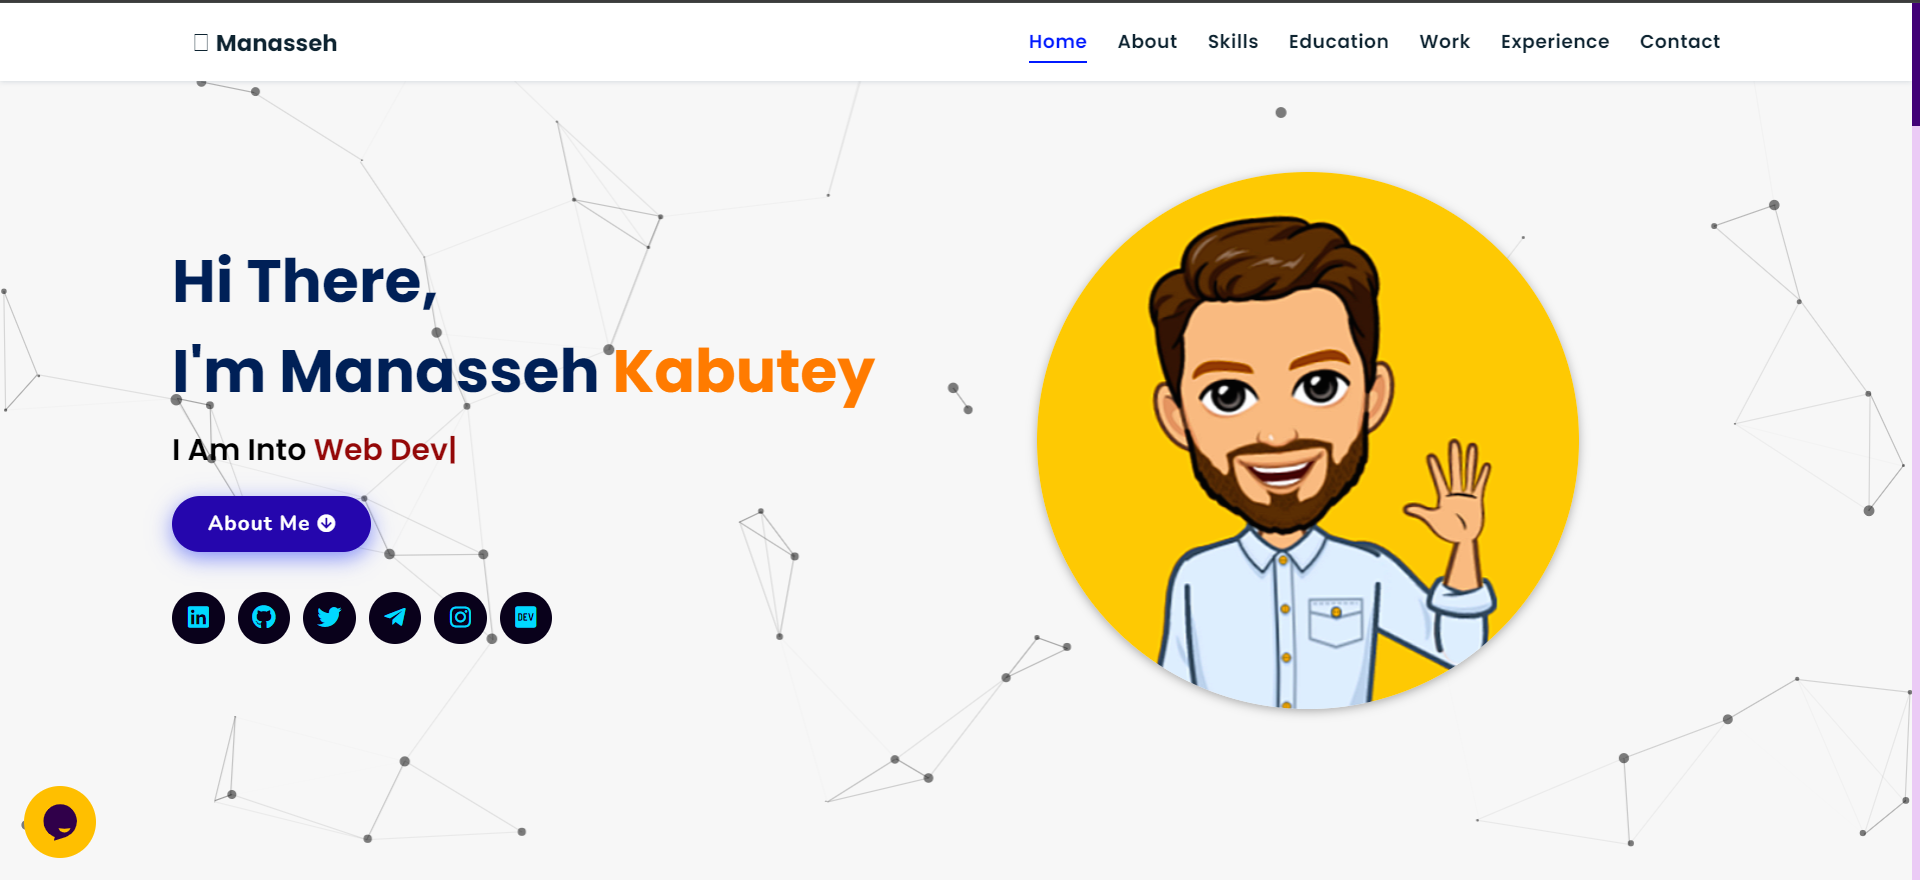 Manasseh
Home About Skills Education Work Experience Contact
Hi There,
I'm Manasseh Kabutey
I Am Into Web Dev|
About Me
in
DEV